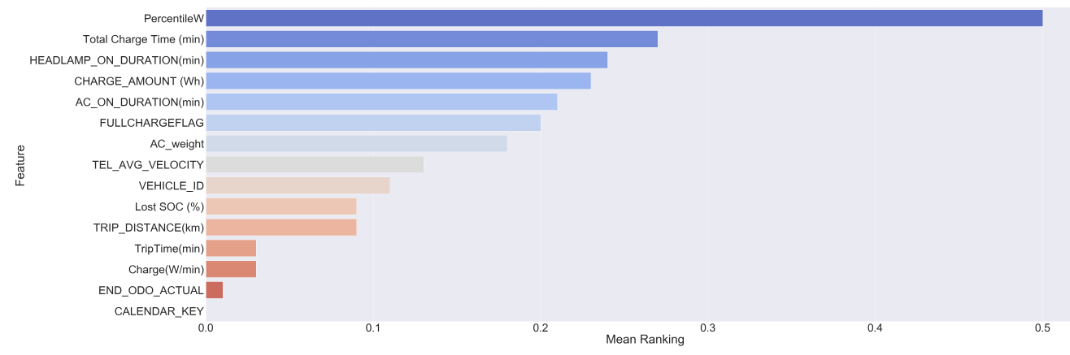 PercentileW
Total Charge Time (min)
HEADLAMP_ON_DURATION(min)
CHARGE_AMOUNT (Wh)
AC_ON_DURATION(min)
FULLCHARGEFLAG
AC_weight
TEL_AVG_VELOCITY
VEHICLE_ID
Lost SOC (%)
TRIP_DISTANCE(km)
TripTime(min)
Charge(W/min)
END_ODO_ACTUAL
CALENDAR_KEY
Feature
0.0 0.1 0.2 0.3 0.4 0.5
Mean Ranking